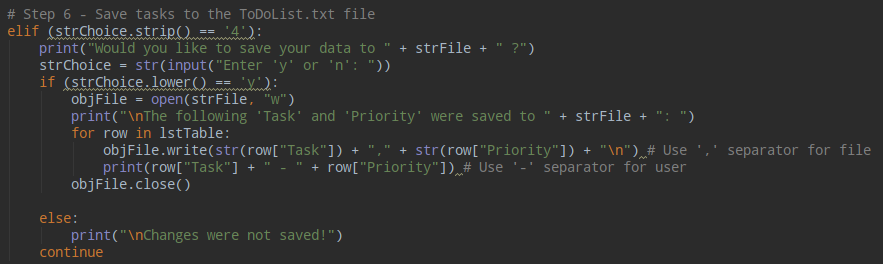 # Step 6 - Save tasks to the ToDoList.txt file
elif (strChoice.strip() == '4'):
    print("Would you like to save your data to " + strFile + " ?")
    strChoice = str(input("Enter 'y' or 'n': "))
    if (strChoice.lower() == 'y'):
        objFile = open(strFile, "w")
        print("\nThe following 'Task' and 'Priority' were saved to " + strFile + ": ")
        for row in lstTable:
            objFile.write(str(row["Task"]) + "," + str(row["Priority"]) + "\n") # Use ',' separator for file
            print(row["Task"] + " - " + row["Priority"]) # Use '-' separator for user
        objFile.close()
    else:
        print("\nChanges were not saved!")
    continue